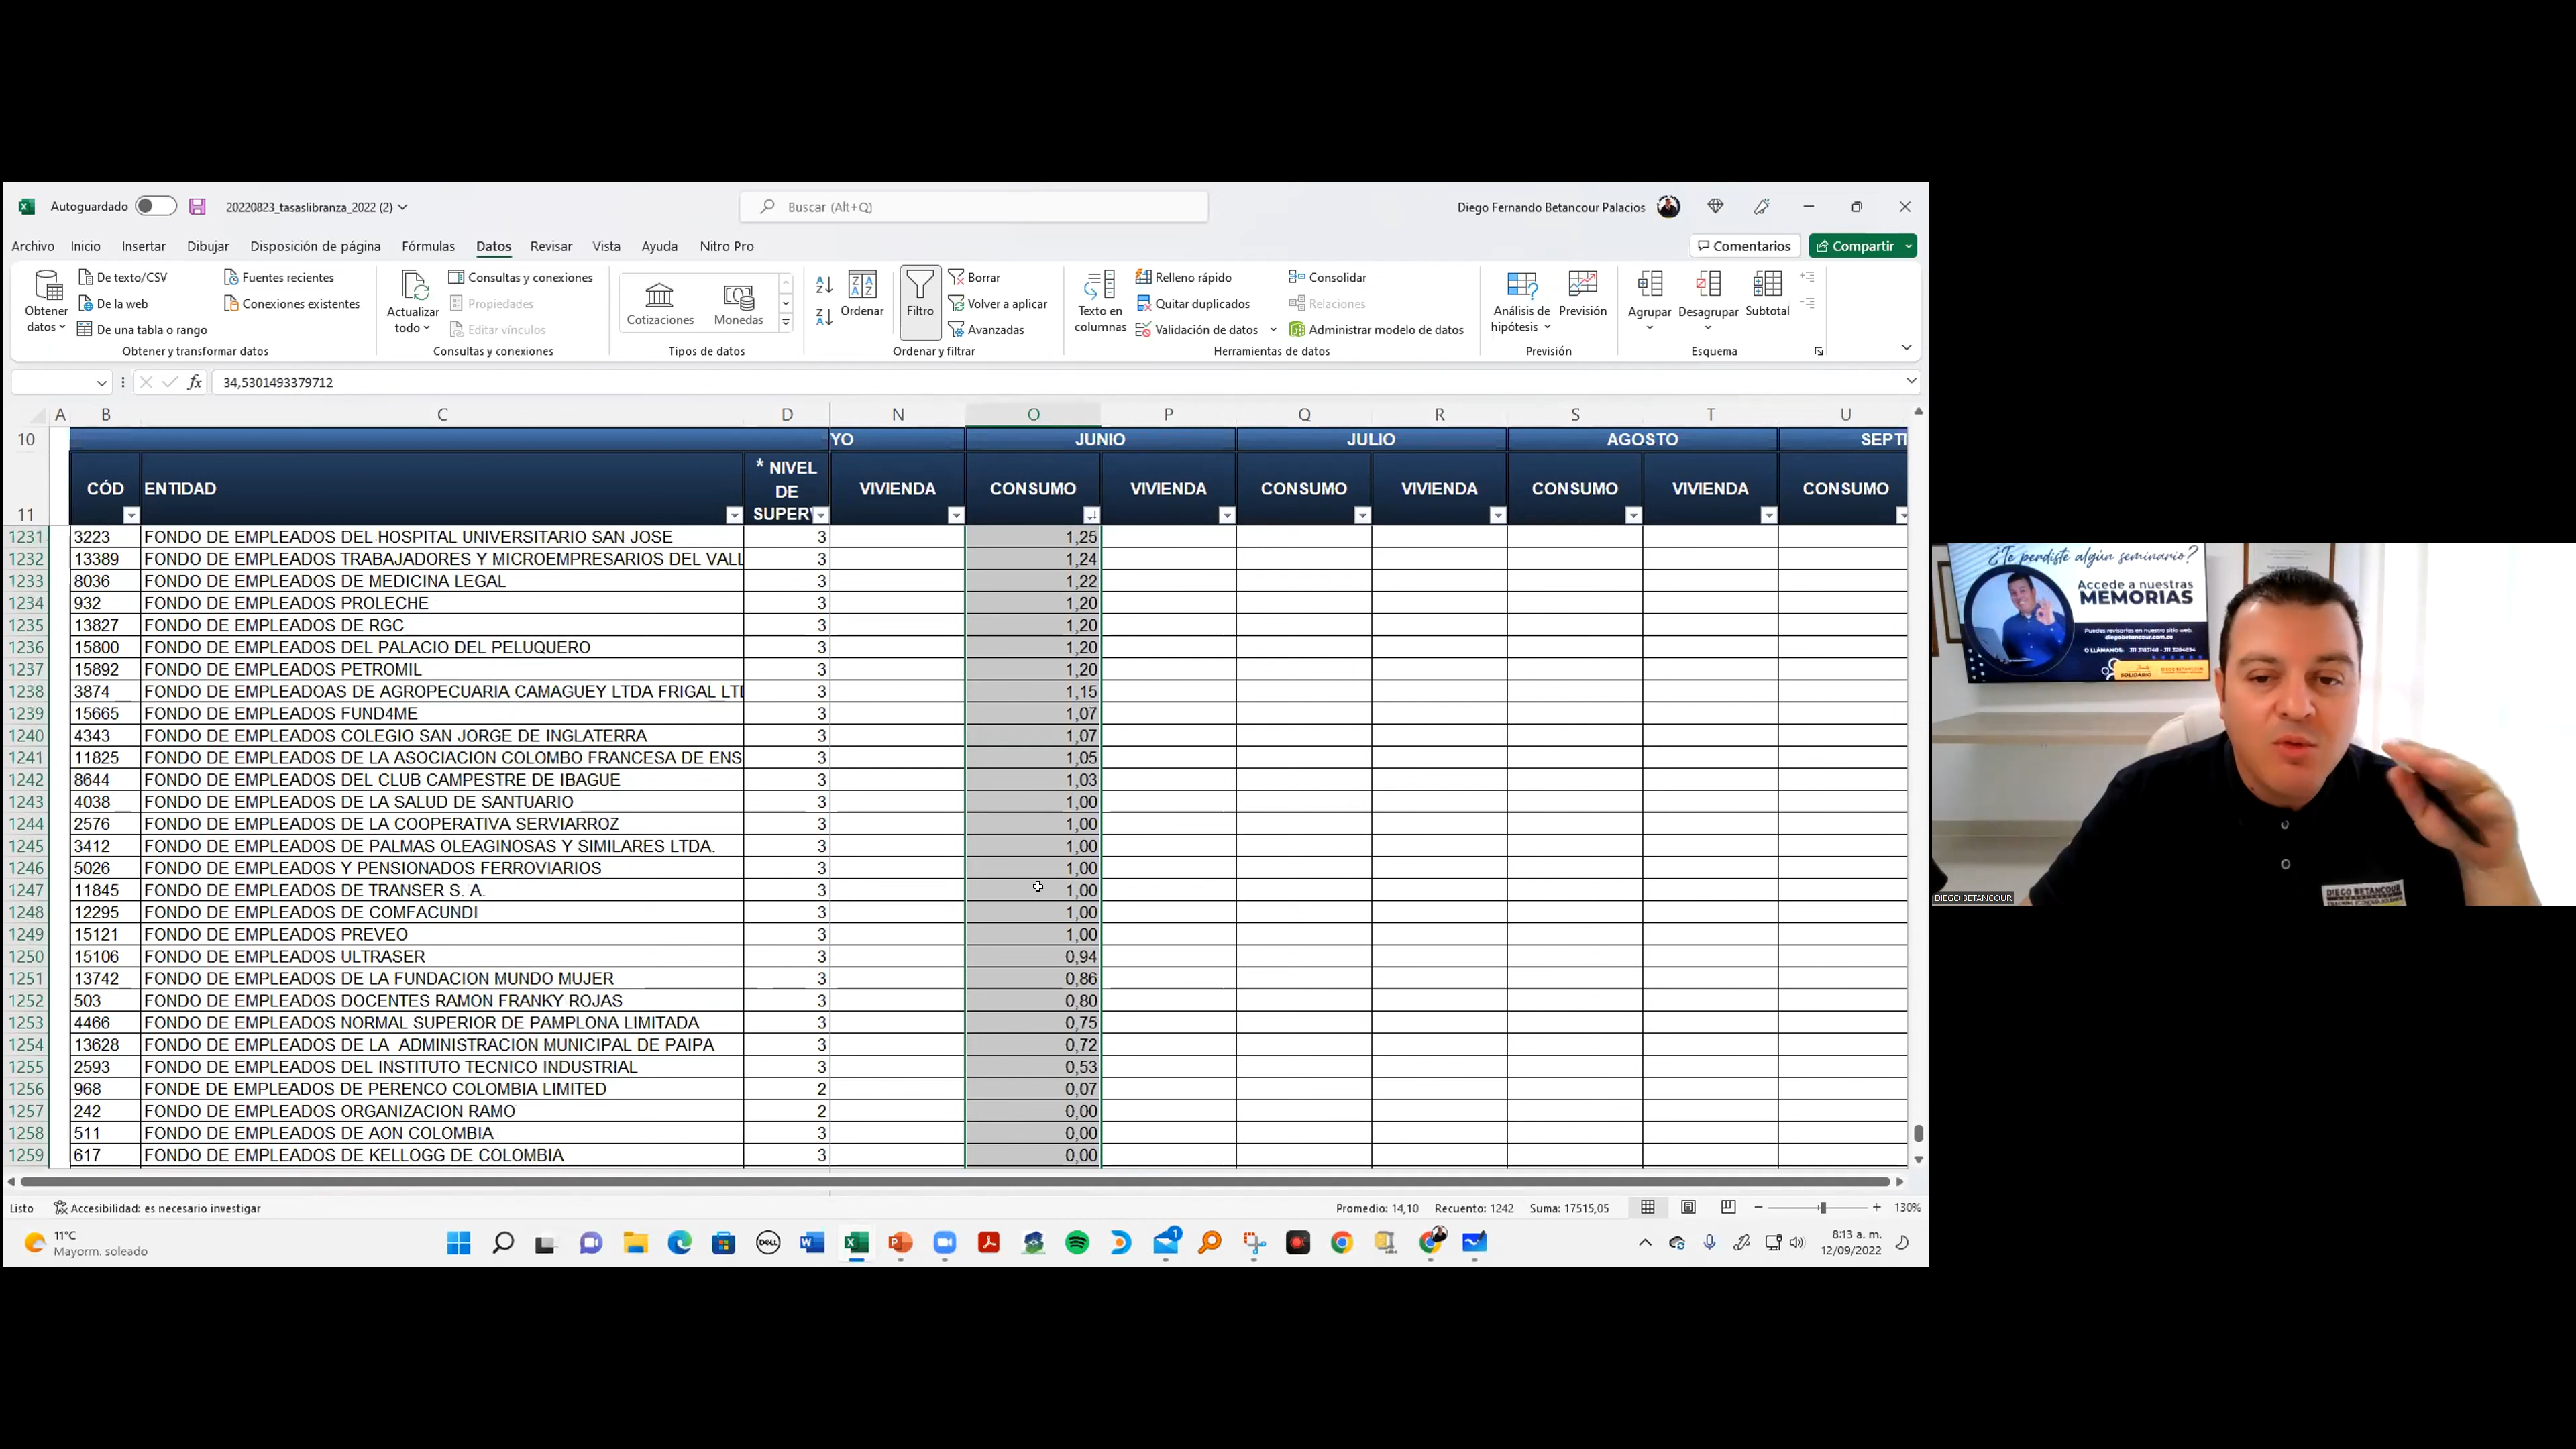 Autoguardado
20220823_tasaslibranza_2022 (2)
Buscar (Alt+Q)
Diego Fernando Betancour Palacios
Archivo Inicio Insertar Dibujar Disposición de página Fórmulas Datos Revisar Vista Ayuda Nitro Pro
Comentarios Compartir
Obtener datos
De texto/CSV
De la web
De una tabla o rango
Fuentes recientes
Conexiones existentes
Obtener y transformar datos
Actualizar todo
Consultas y conexiones
Propiedades
Editar vínculos
Consultas y conexiones
Cotizaciones Monedas
Tipos de datos
Ordenar
Filtro
Borrar
Volver a aplicar
Avanzadas
Ordenar y filtrar
Texto en columnas
Relleno rápido
Quitar duplicados
Validación de datos
Consolidar
Relaciones
Administrar modelo de datos
Herramientas de datos
Análisis de hipótesis
Previsión
Previsión
Agrupar Desagrupar Subtotal
Esquema
fx 34,5301493379712
A B C D N O P Q R S T U
10 YO JUNIO JULIO AGOSTO SEPTI
11 CÓD ENTIDAD * NIVEL DE SUPERV VIVIENDA CONSUMO VIVIENDA CONSUMO VIVIENDA CONSUMO VIVIENDA CONSUMO
1231 3223 FONDO DE EMPLEADOS DEL HOSPITAL UNIVERSITARIO SAN JOSE 3 1,25
1232 13389 FONDO DE EMPLEADOS TRABAJADORES Y MICROEMPRESARIOS DEL VALL 3 1,24
1233 8036 FONDO DE EMPLEADOS DE MEDICINA LEGAL 3 1,22
1234 932 FONDO DE EMPLEADOS PROLECHE 3 1,20
1235 13827 FONDO DE EMPLEADOS DE RGC 3 1,20
1236 15800 FONDO DE EMPLEADOS DEL PALACIO DEL PELUQUERO 3 1,20
1237 15892 FONDO DE EMPLEADOS PETROMIL 3 1,20
1238 3874 FONDO DE EMPLEADOAS DE AGROPECUARIA CAMAGUEY LTDA FRIGAL LTD 3 1,15
1239 15665 FONDO DE EMPLEADOS FUND4ME 3 1,07
1240 4343 FONDO DE EMPLEADOS COLEGIO SAN JORGE DE INGLATERRA 3 1,07
1241 11825 FONDO DE EMPLEADOS DE LA ASOCIACION COLOMBO FRANCESA DE ENS 3 1,05
1242 8644 FONDO DE EMPLEADOS DEL CLUB CAMPESTRE DE IBAGUE 3 1,03
1243 4038 FONDO DE EMPLEADOS DE LA SALUD DE SANTUARIO 3 1,00
1244 2576 FONDO DE EMPLEADOS DE LA COOPERATIVA SERVIARROZ 3 1,00
1245 3412 FONDO DE EMPLEADOS DE PALMAS OLEAGINOSAS Y SIMILARES LTDA. 3 1,00
1246 5026 FONDO DE EMPLEADOS Y PENSIONADOS FERROVIARIOS 3 1,00
1247 11845 FONDO DE EMPLEADOS DE TRANSER S. A. 3 1,00
1248 12295 FONDO DE EMPLEADOS DE COMFACUNDI 3 1,00
1249 15121 FONDO DE EMPLEADOS PREVEO 3 1,00
1250 15106 FONDO DE EMPLEADOS ULTRASER 3 0,94
1251 13742 FONDO DE EMPLEADOS DE LA FUNDACION MUNDO MUJER 3 0,86
1252 503 FONDO DE EMPLEADOS DOCENTES RAMON FRANKY ROJAS 3 0,80
1253 4466 FONDO DE EMPLEADOS NORMAL SUPERIOR DE PAMPLONA LIMITADA 3 0,75
1254 13628 FONDO DE EMPLEADOS DE LA ADMINISTRACION MUNICIPAL DE PAIPA 3 0,72
1255 2593 FONDO DE EMPLEADOS DEL INSTITUTO TECNICO INDUSTRIAL 3 0,53
1256 968 FONDE DE EMPLEADOS DE PERENCO COLOMBIA LIMITED 2 0,07
1257 242 FONDO DE EMPLEADOS ORGANIZACION RAMO 2 0,00
1258 511 FONDO DE EMPLEADOS DE AON COLOMBIA 3 0,00
1259 617 FONDO DE EMPLEADOS DE KELLOGG DE COLOMBIA 3 0,00
Listo Accesibilidad: es necesario investigar Promedio: 14,10 Recuento: 1242 Suma: 17515,05 130%
11°C
Mayorm. soleado
DELL
1
8:13 a. m.
12/09/2022
¿Te perdiste algún seminario?
Accede a nuestras
MEMORIAS
Puedes revisarlas en nuestro sitio web.
diegobetancour.com.co
SOLIDARIO
DIEGO BETANCOUR
DIEGO BETANCOUR